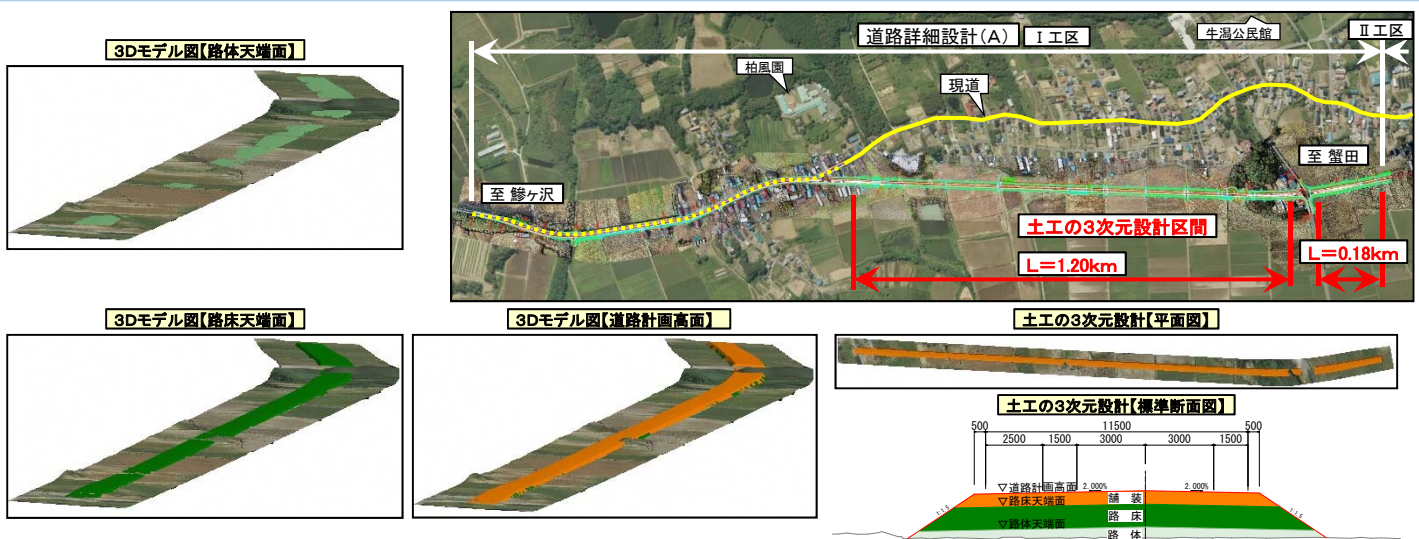 3Dモデル図【路体天端面】
道路詳細設計(A) Ⅰ工区
牛潟公民館
Ⅱ工区
柏風園
現道
至 鰺ヶ沢
至 蟹田
土工の3次元設計区間
L=1.20km
L=0.18km
3Dモデル図【路床天端面】
3Dモデル図【道路計画高面】
土工の3次元設計【平面図】
土工の3次元設計【標準断面図】
500 11500 500
2500 1500 3000 3000 1500
▽道路計画高面 2.000% 2.000%
▽路床天端面 舗 装
1:1.5 路 床 1:1.5
▽路体天端面
路 体